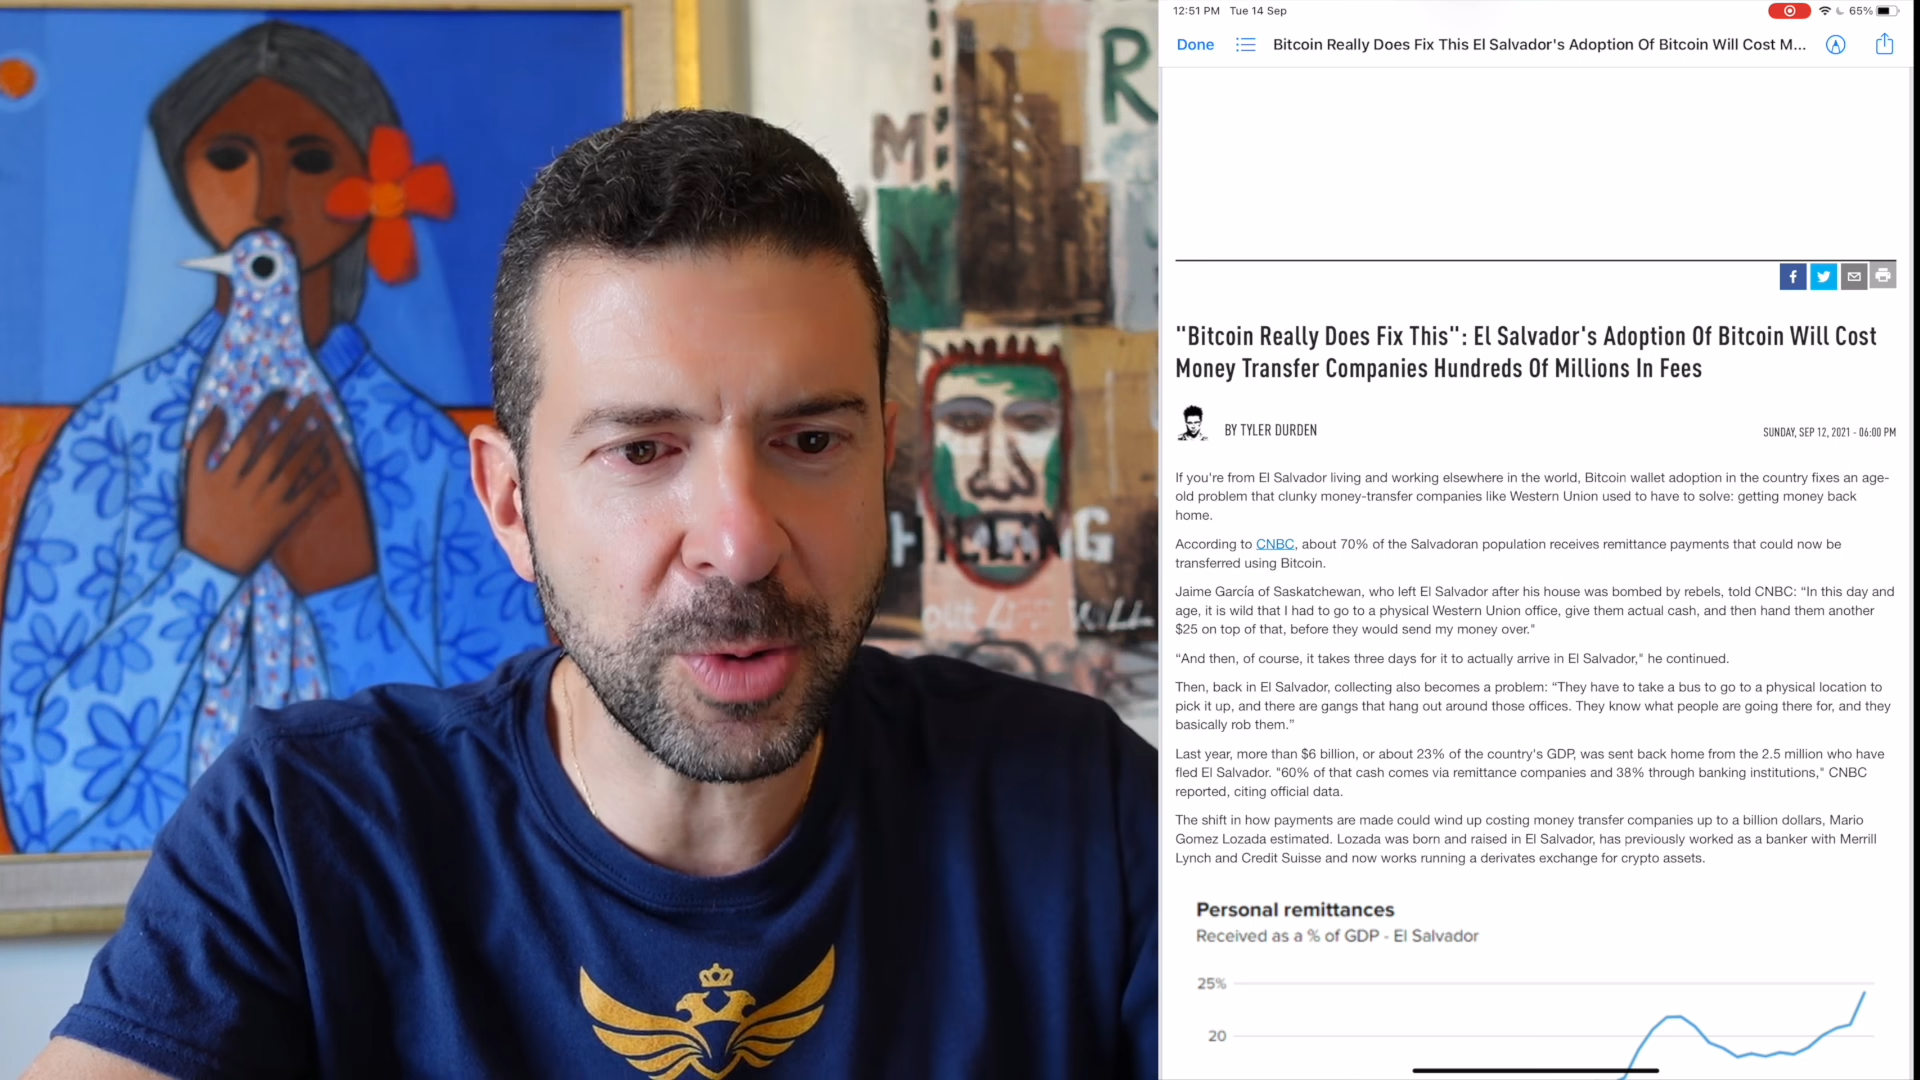 M
R
N
H
G
OUT LIFE WILL
12:51 PM Tue 14 Sep
65%
Done
Bitcoin Really Does Fix This El Salvador's Adoption Of Bitcoin Will Cost M...
"Bitcoin Really Does Fix This": El Salvador's Adoption Of Bitcoin Will Cost
Money Transfer Companies Hundreds Of Millions In Fees
BY TYLER DURDEN
SUNDAY, SEP 12, 2021 - 06:00 PM
If you're from El Salvador living and working elsewhere in the world, Bitcoin wallet adoption in the country fixes an age-
old problem that clunky money-transfer companies like Western Union used to have to solve: getting money back
home.
According to CNBC, about 70% of the Salvadoran population receives remittance payments that could now be
transferred using Bitcoin.
Jaime García of Saskatchewan, who left El Salvador after his house was bombed by rebels, told CNBC: “In this day and
age, it is wild that I had to go to a physical Western Union office, give them actual cash, and then hand them another
$25 on top of that, before they would send my money over."
“And then, of course, it takes three days for it to actually arrive in El Salvador," he continued.
Then, back in El Salvador, collecting also becomes a problem: “They have to take a bus to go to a physical location to
pick it up, and there are gangs that hang out around those offices. They know what people are going there for, and they
basically rob them.”
Last year, more than $6 billion, or about 23% of the country's GDP, was sent back home from the 2.5 million who have
fled El Salvador. "60% of that cash comes via remittance companies and 38% through banking institutions," CNBC
reported, citing official data.
The shift in how payments are made could wind up costing money transfer companies up to a billion dollars, Mario
Gomez Lozada estimated. Lozada was born and raised in El Salvador, has previously worked as a banker with Merrill
Lynch and Credit Suisse and now works running a derivates exchange for crypto assets.
Personal remittances
Received as a % of GDP - El Salvador
25%
20